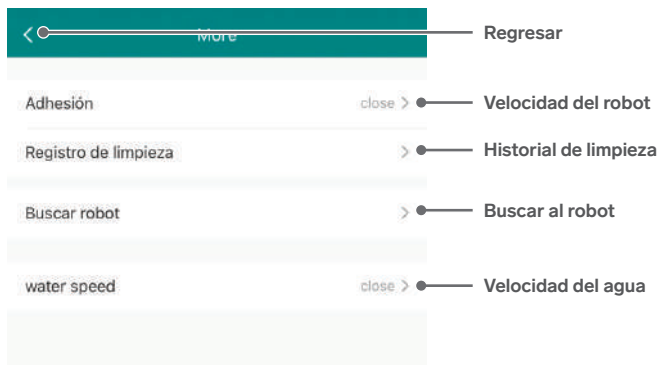 More
Regresar
Adhesión
close
Velocidad del robot
Registro de limpieza
Historial de limpieza
Buscar robot
Buscar al robot
water speed
close
Velocidad del agua